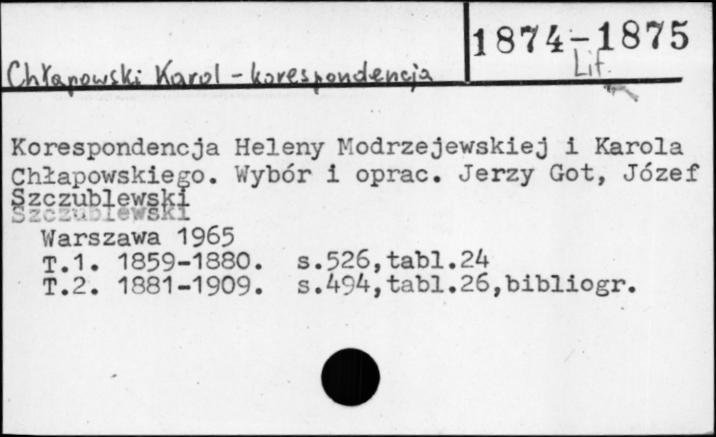 1874-1875
Lit.
Chłapowski Karol - korespondencja
Korespondencja Heleny Modrzejewskiej i Karola
Chłapowskiego. Wybór i oprac. Jerzy Got, Józef
Szczublewski
Szczublewski
Warszawa 1965
T.1. 1859-1880. s.526,tabl.24
T.2. 1881-1909. s.494,tabl.26,bibliogr.